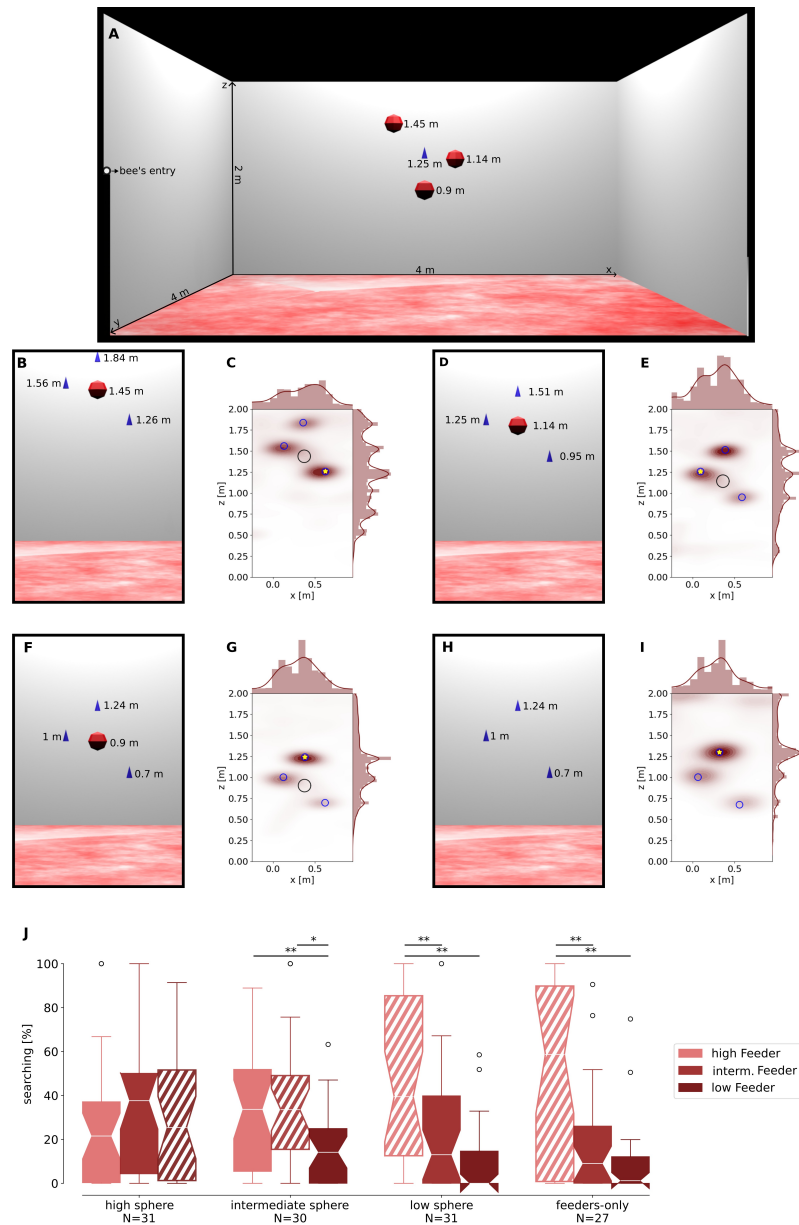 A
z
1.45 m
1.14 m
1.25 m
bee's entry
2 m
0.9 m
4 m
x
4 m
y
B
1.84 m
1.56 m
1.45 m
1.26 m
C
2.00
1.75
1.50
1.25
1.00
0.75
0.50
0.25
0.00
z [m]
0.0
0.5
x [m]
D
1.51 m
1.25 m
1.14 m
0.95 m
E
2.00
1.75
1.50
1.25
1.00
0.75
0.50
0.25
0.00
z [m]
0.0
0.5
x [m]
F
1.24 m
1 m
0.9 m
0.7 m
G
2.00
1.75
1.50
1.25
1.00
0.75
0.50
0.25
0.00
z [m]
0.0
0.5
x [m]
H
1.24 m
1 m
0.7 m
I
2.00
1.75
1.50
1.25
1.00
0.75
0.50
0.25
0.00
z [m]
0.0
0.5
x [m]
J
*
**
**
**
**
**
100
80
60
40
20
0
searching [%]
high sphere
N=31
intermediate sphere
N=30
low sphere
N=31
feeders-only
N=27
high Feeder
interm. Feeder
low Feeder